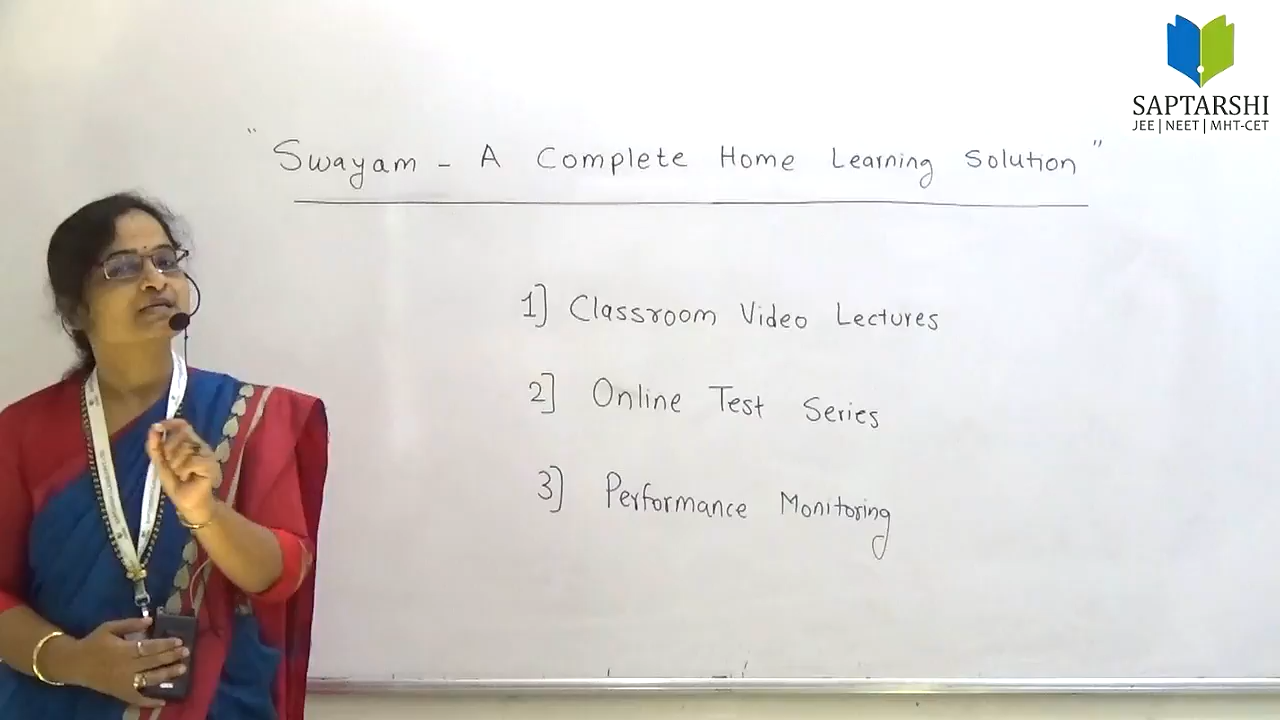 SAPTARSHI
JEE | NEET | MHT-CET
"Swayam - A Complete Home Learning Solution"
1] Classroom Video Lectures
2] Online Test Series
3] Performance Monitoring